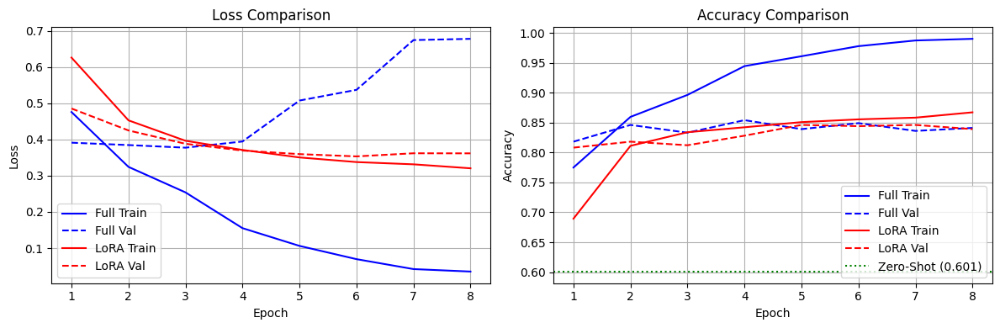 Loss Comparison
Loss
0.7
0.6
0.5
0.4
0.3
0.2
0.1
Full Train
Full Val
LoRA Train
LoRA Val
1 2 3 4 5 6 7 8
Epoch
Accuracy Comparison
Accuracy
1.00
0.95
0.90
0.85
0.80
0.75
0.70
0.65
0.60
Full Train
Full Val
LoRA Train
LoRA Val
Zero-Shot (0.601)
1 2 3 4 5 6 7 8
Epoch